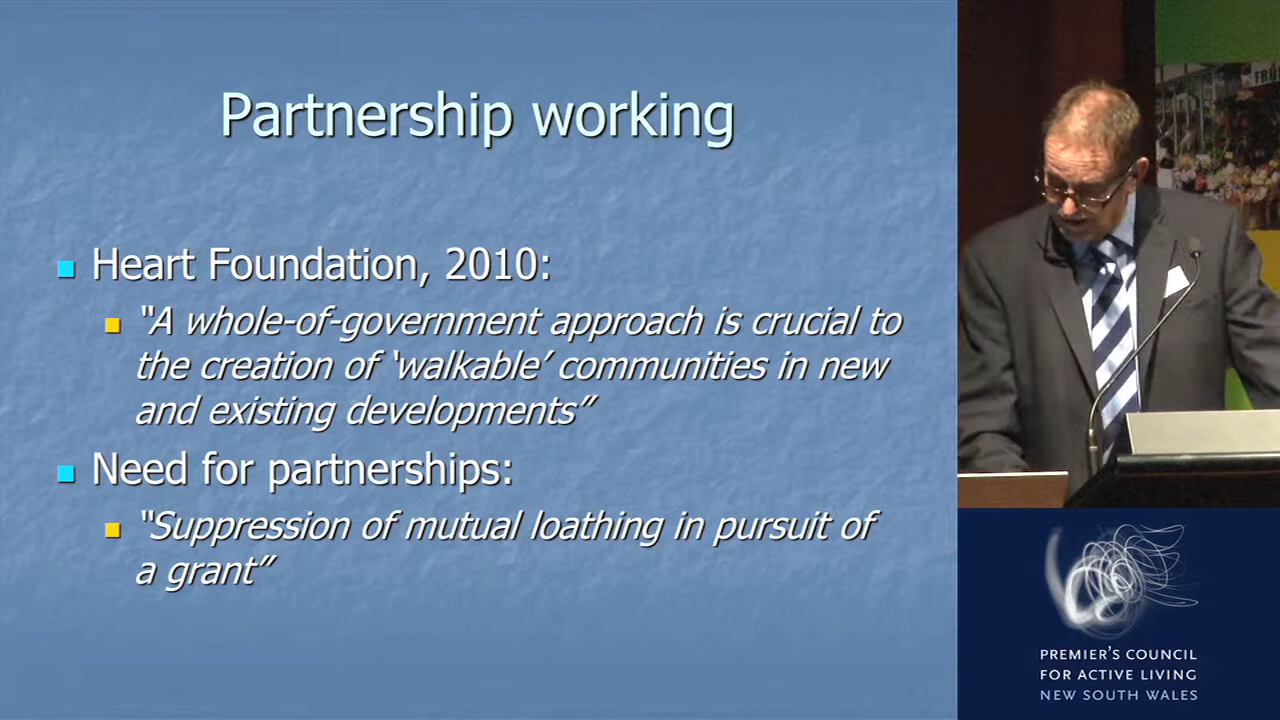 Partnership working
Heart Foundation, 2010:
“A whole-of-government approach is crucial to
the creation of ‘walkable’ communities in new
and existing developments”
Need for partnerships:
“Suppression of mutual loathing in pursuit of
a grant”
PREMIER’S COUNCIL
FOR ACTIVE LIVING
NEW SOUTH WALES